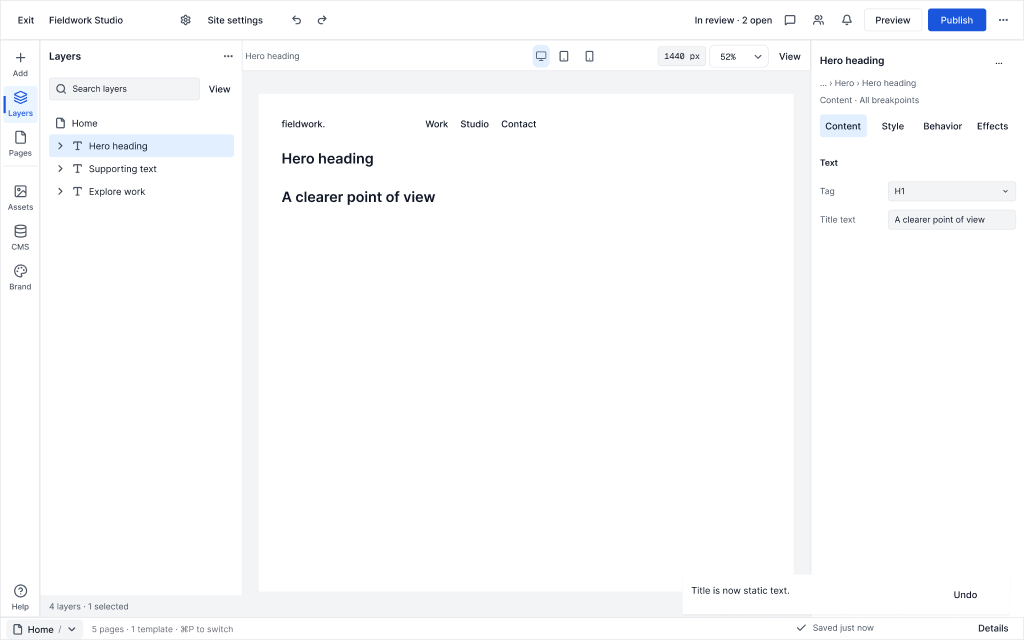 Exit Fieldwork Studio Site settings In review · 2 open Preview Publish ...
Add
Layers
Pages
Assets
CMS
Brand
Help
Layers ...
Search layers View
Home
Hero heading
Supporting text
Explore work
4 layers · 1 selected
Hero heading 1440 px 52% View
fieldwork. Work Studio Contact
Hero heading
A clearer point of view
Hero heading ...
... › Hero › Hero heading
Content · All breakpoints
Content Style Behavior Effects
Text
Tag H1
Title text A clearer point of view
Title is now static text. Undo
Home / 5 pages · 1 template · ⌘P to switch Saved just now Details